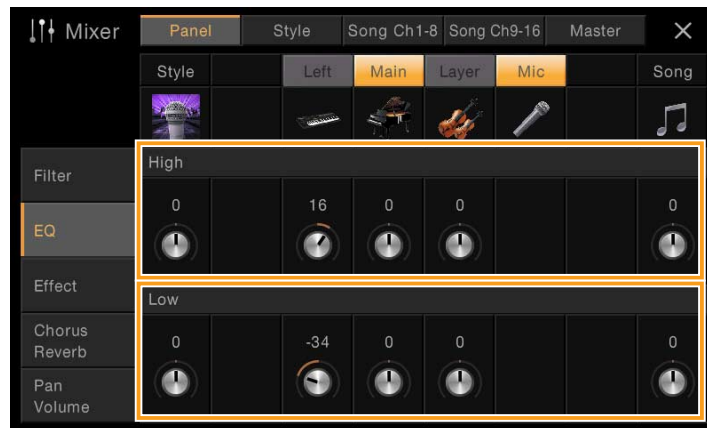 Mixer
Panel Style Song Ch1-8 Song Ch9-16 Master
Style Left Main Layer Mic Song
Filter
EQ
Effect
Chorus
Reverb
Pan
Volume
High
0 16 0 0 0
Low
0 -34 0 0 0